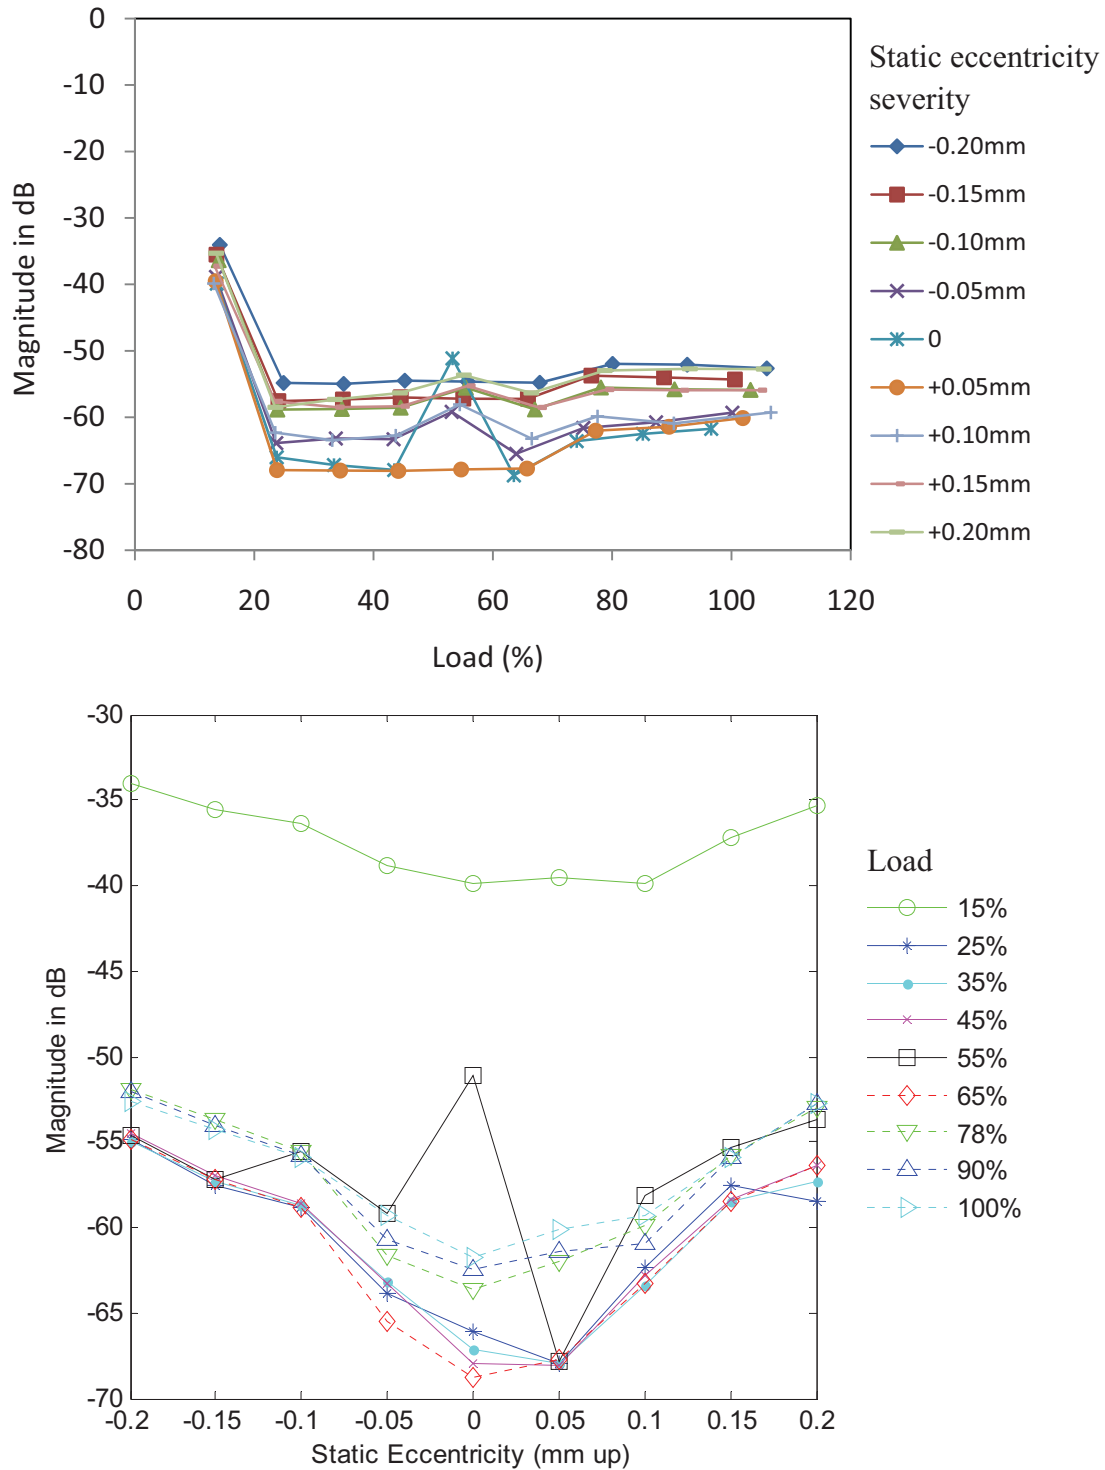 0
-10
-20
-30
-40
-50
-60
-70
-80
Magnitude in dB
0 20 40 60 80 100 120
Load (%)
Static eccentricity
severity
-0.20mm
-0.15mm
-0.10mm
-0.05mm
0
+0.05mm
+0.10mm
+0.15mm
+0.20mm
-30
-35
-40
-45
-50
-55
-60
-65
-70
Magnitude in dB
-0.2 -0.15 -0.1 -0.05 0 0.05 0.1 0.15 0.2
Static Eccentricity (mm up)
Load
15%
25%
35%
45%
55%
65%
78%
90%
100%